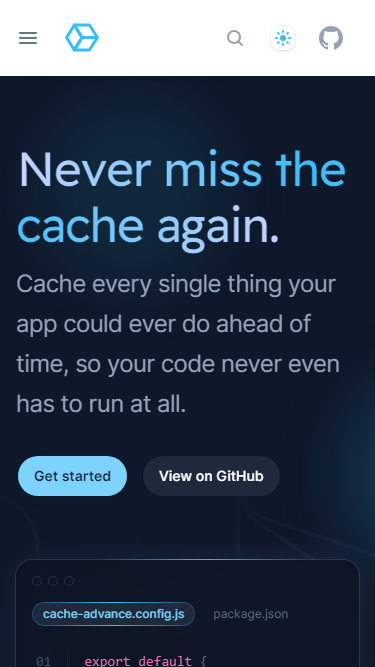 Never miss the
cache again.
Cache every single thing your
app could ever do ahead of
time, so your code never even
has to run at all.
Get started View on GitHub
cache-advance.config.js package.json
01 export default {